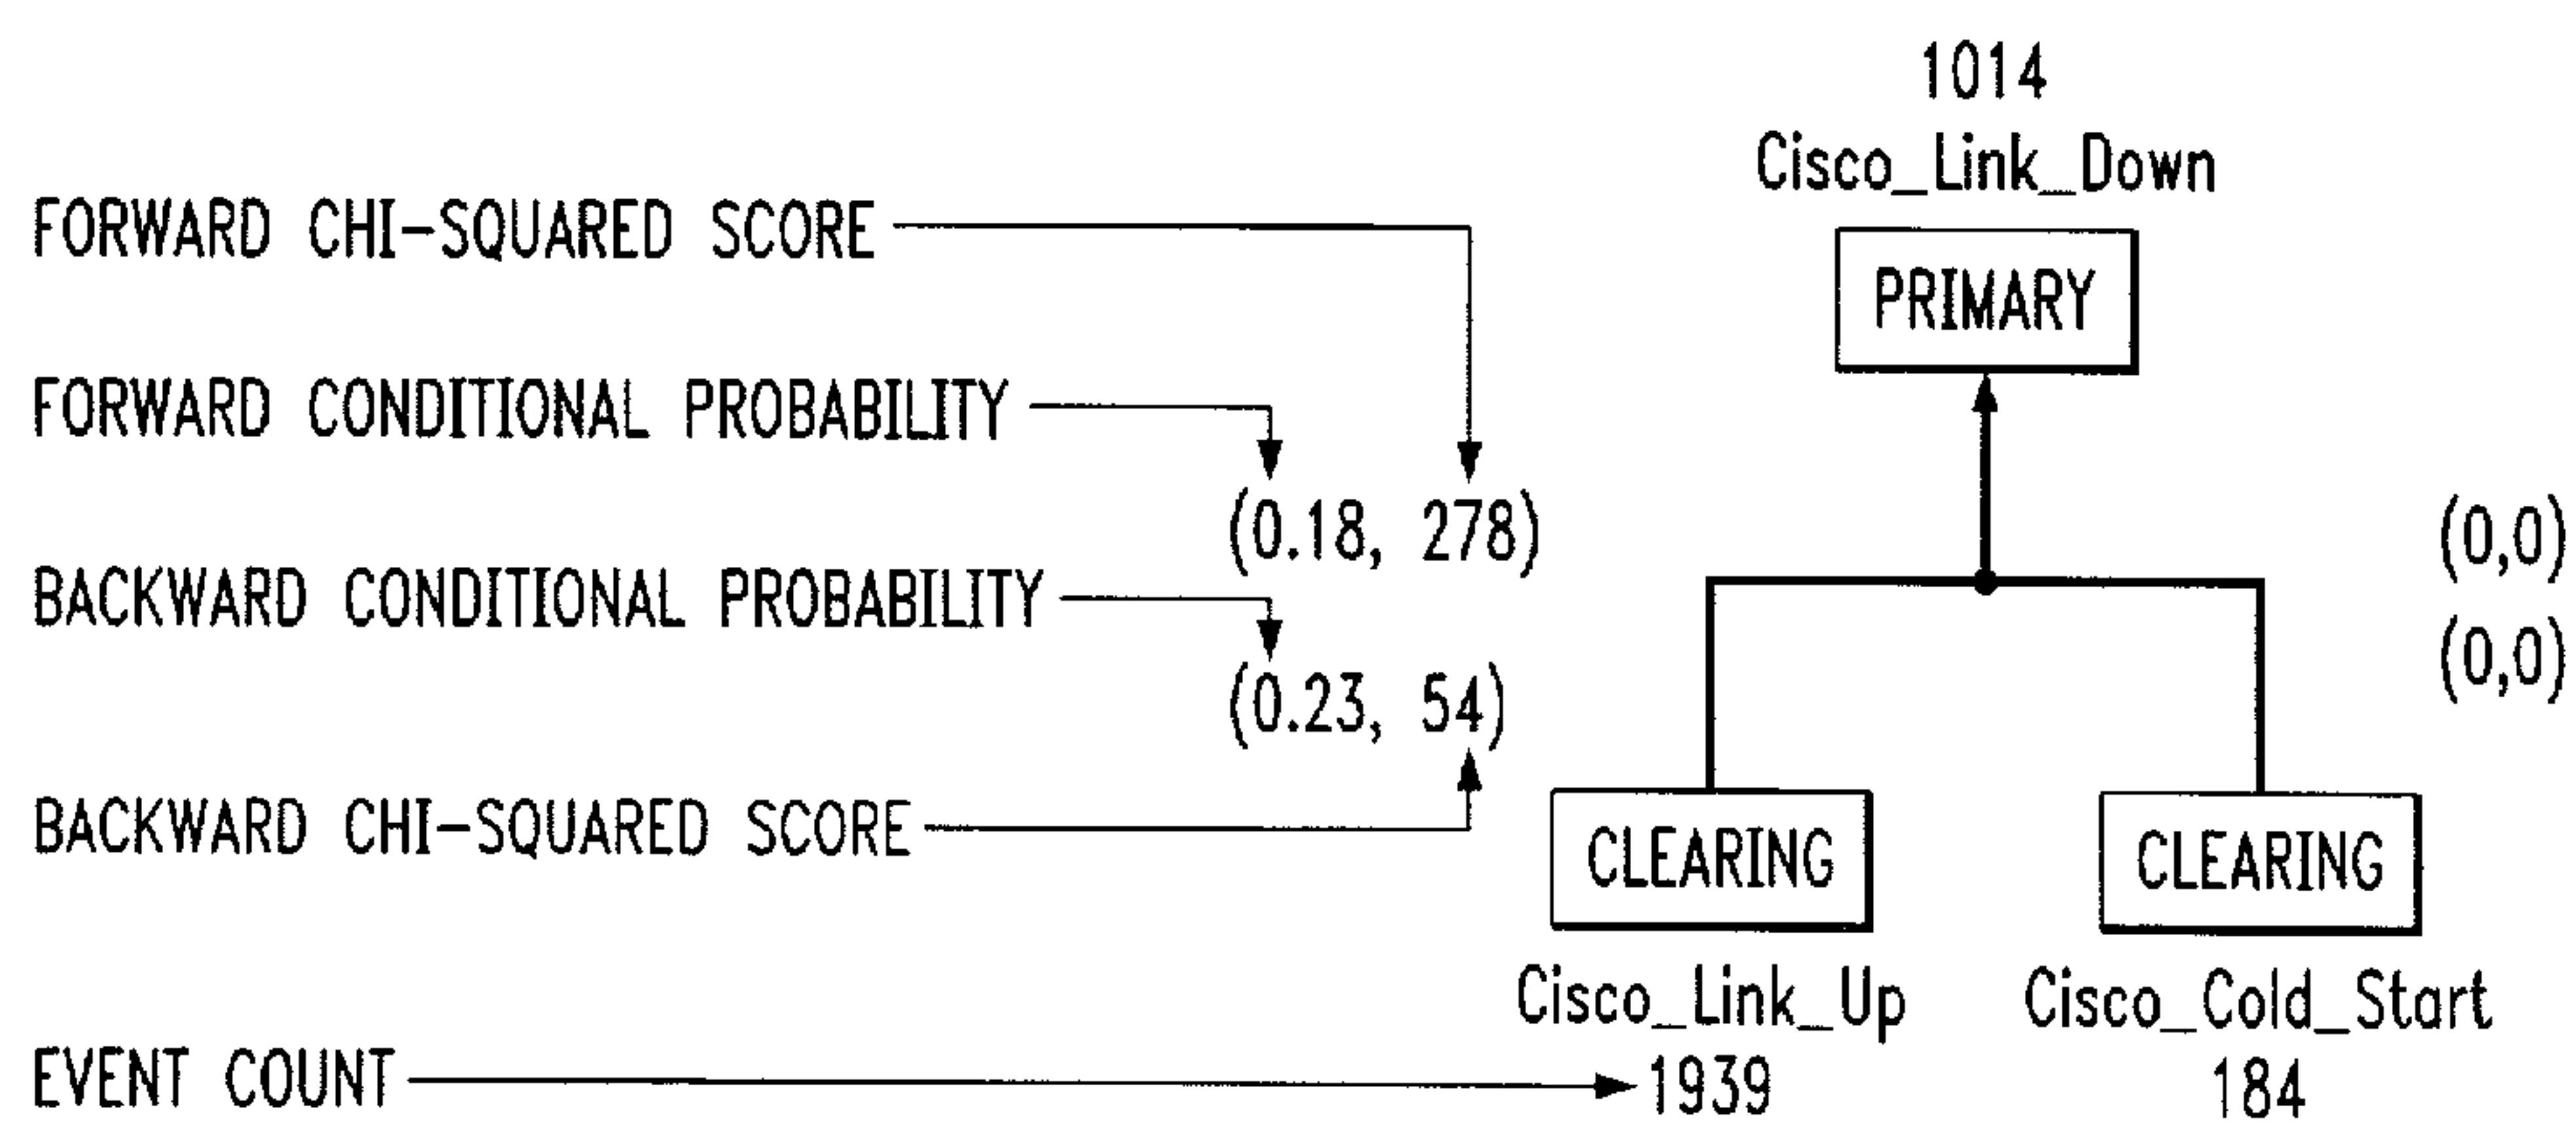 1014
Cisco_Link_Down
FORWARD CHI-SQUARED SCORE
PRIMARY
FORWARD CONDITIONAL PROBABILITY
(0.18, 278)
(0,0)
BACKWARD CONDITIONAL PROBABILITY
(0,0)
(0.23, 54)
BACKWARD CHI-SQUARED SCORE
CLEARING
CLEARING
Cisco_Link_Up
Cisco_Cold_Start
EVENT COUNT
1939
184